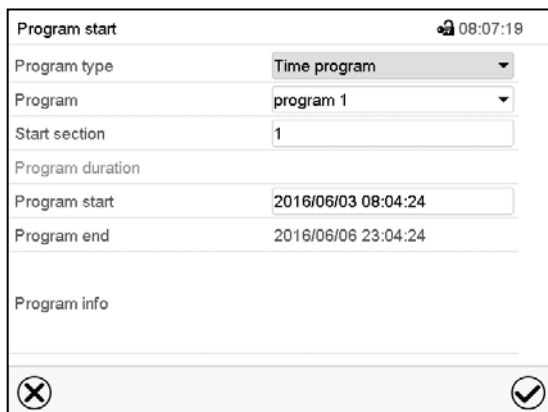 Program start 08:07:19
Program type Time program
Program program 1
Start section 1
Program duration
Program start 2016/06/03 08:04:24
Program end 2016/06/06 23:04:24
Program info